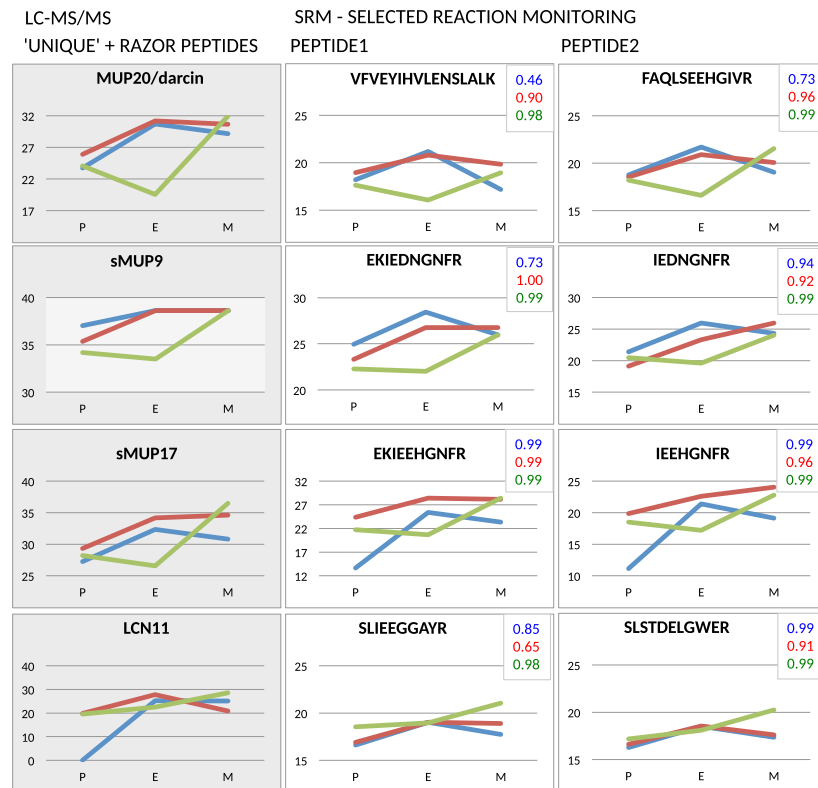 LC-MS/MS SRM - SELECTED REACTION MONITORING
'UNIQUE' + RAZOR PEPTIDES PEPTIDE1 PEPTIDE2
MUP20/darcin
32
27
22
17
P E M
VFVEYIHVLENSLALK
0.46
0.90
0.98
25
20
15
P E M
FAQLSEEHGIVR
0.73
0.96
0.99
25
20
15
P E M
sMUP9
40
35
30
P E M
EKIEDNGNFR
0.73
1.00
0.99
30
25
20
P E M
IEDNGNFR
0.94
0.92
0.99
30
25
20
15
P E M
sMUP17
40
35
30
25
P E M
EKIEEHGNFR
0.99
0.99
0.99
32
27
22
17
12
P E M
IEEHGNFR
0.99
0.96
0.99
25
20
15
10
P E M
LCN11
40
30
20
10
0
P E M
SLIEEGGAYR
0.85
0.65
0.98
25
20
15
P E M
SLSTDELGWER
0.99
0.91
0.99
25
20
15
P E M